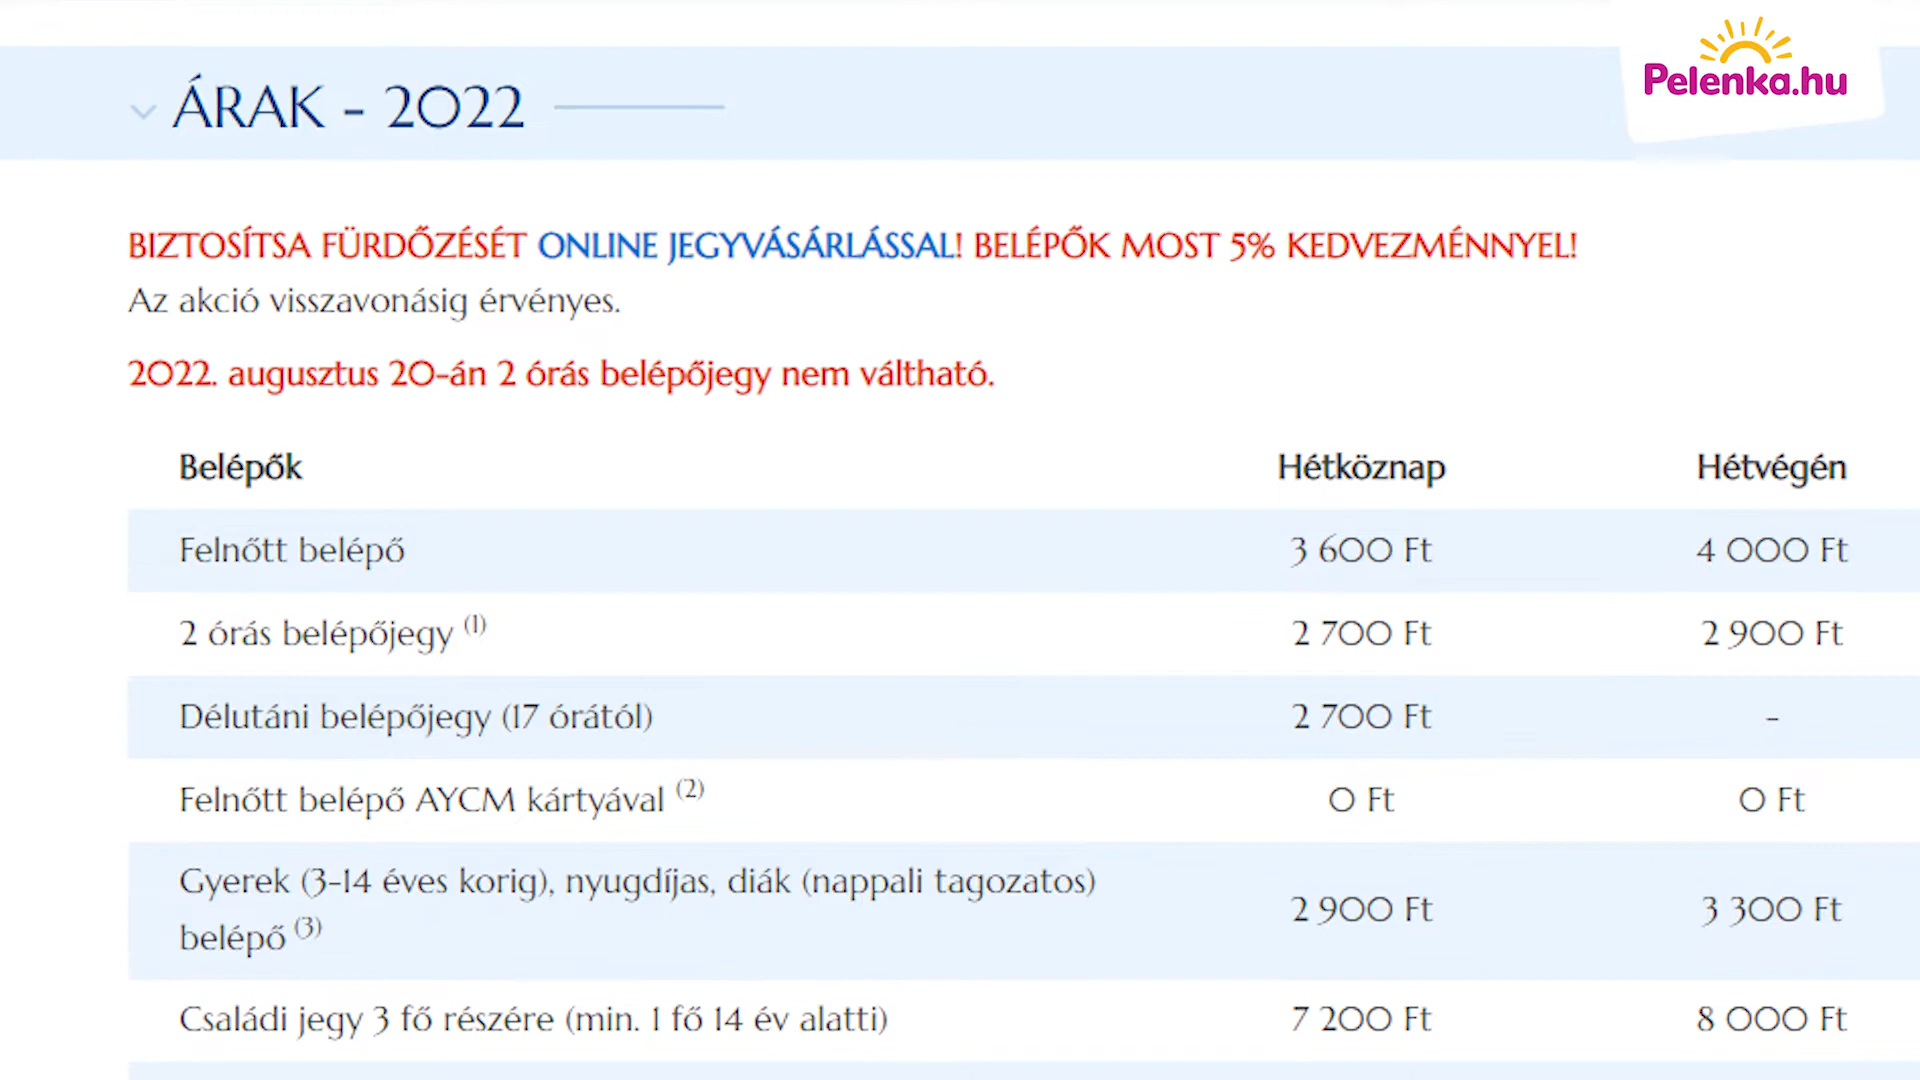 Pelenka.hu
ÁRAK - 2022
BIZTOSÍTSA FÜRDŐZÉSÉT ONLINE JEGYVÁSÁRLÁSSAL! BELÉPŐK MOST 5% KEDVEZMÉNNYEL!
Az akció visszavonásig érvényes.
2022. augusztus 20-án 2 órás belépőjegy nem váltható.
Belépők Hétköznap Hétvégén
Felnőtt belépő 3 600 Ft 4 000 Ft
2 órás belépőjegy (1) 2 700 Ft 2 900 Ft
Délutáni belépőjegy (17 órától) 2 700 Ft -
Felnőtt belépő AYCM kártyával (2) 0 Ft 0 Ft
Gyerek (3-14 éves korig), nyugdíjas, diák (nappali tagozatos)
belépő (3) 2 900 Ft 3 300 Ft
Családi jegy 3 fő részére (min. 1 fő 14 év alatti) 7 200 Ft 8 000 Ft